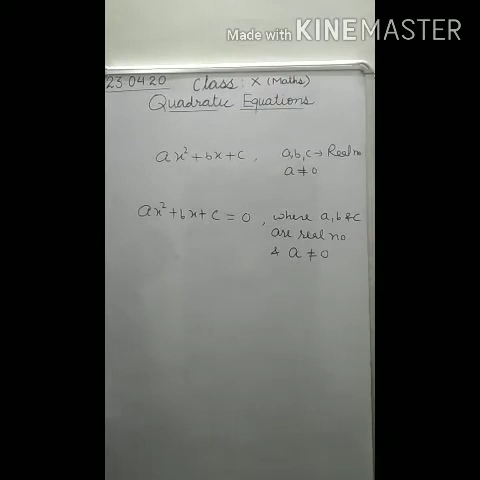 Made with KINEMASTER
23.04.20 Class: X (Maths)
Quadratic Equations
ax² + bx + c, a,b,c → Real no
a ≠ 0
ax² + bx + c = 0, where a, b & c
are real no
& a ≠ 0